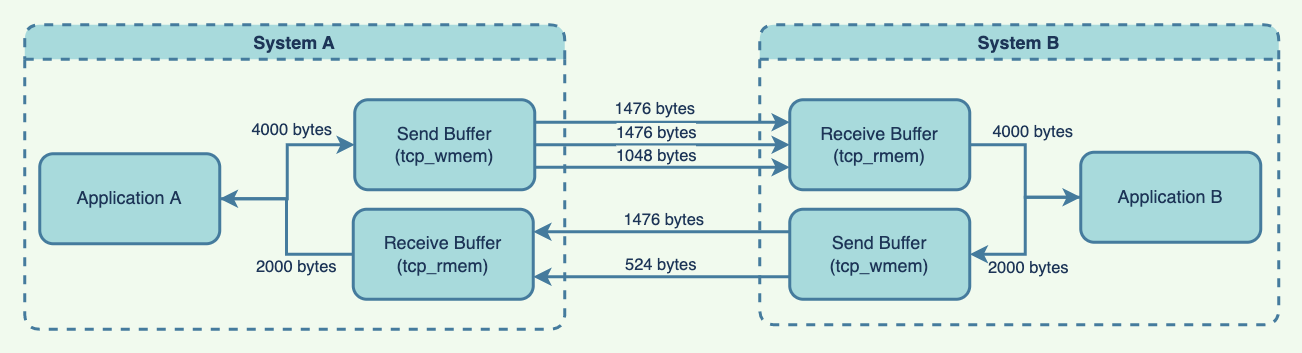 System A
System B
4000 bytes
Send Buffer
(tcp_wmem)
1476 bytes
1476 bytes
1048 bytes
Receive Buffer
(tcp_rmem)
4000 bytes
Application A
Application B
2000 bytes
Receive Buffer
(tcp_rmem)
1476 bytes
524 bytes
Send Buffer
(tcp_wmem)
2000 bytes